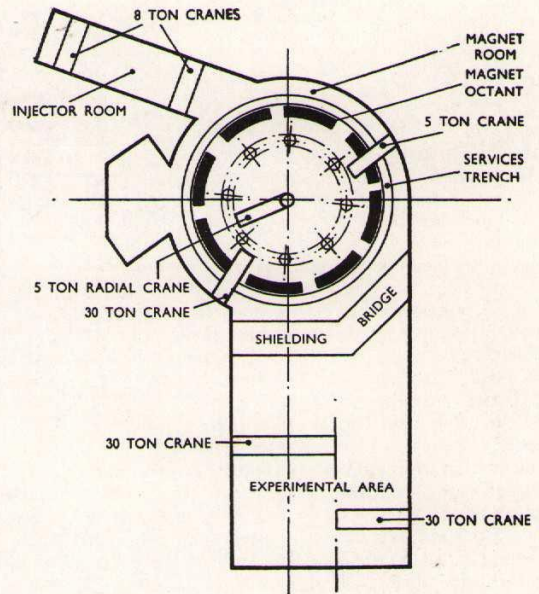 8 TON CRANES
MAGNET
ROOM
MAGNET
OCTANT
INJECTOR ROOM
5 TON CRANE
SERVICES
TRENCH
5 TON RADIAL CRANE
30 TON CRANE
BRIDGE
SHIELDING
30 TON CRANE
EXPERIMENTAL AREA
30 TON CRANE